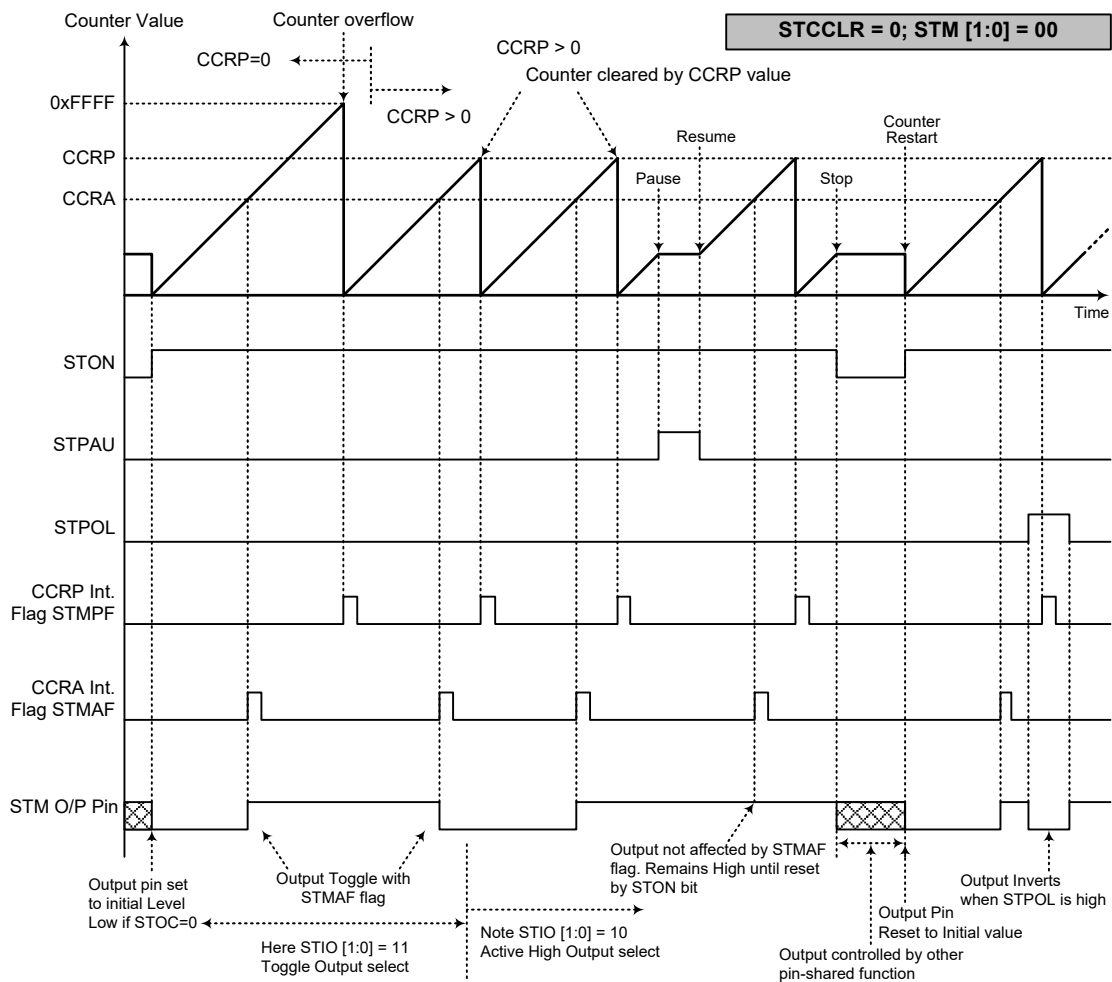 Counter Value
Counter overflow
STCCLR = 0; STM [1:0] = 00
CCRP=0
CCRP > 0
Counter cleared by CCRP value
CCRP > 0
0xFFFF
CCRP
CCRA
Pause
Resume
Stop
Counter
Restart
Time
STON
STPAU
STPOL
CCRP Int.
Flag STMPF
CCRA Int.
Flag STMAF
STM O/P Pin
Output pin set
to initial Level
Low if STOC=0
Output Toggle with
STMAF flag
Here STIO [1:0] = 11
Toggle Output select
Note STIO [1:0] = 10
Active High Output select
Output not affected by STMAF
flag. Remains High until reset
by STON bit
Output controlled by other
pin-shared function
Output Pin
Reset to Initial value
Output Inverts
when STPOL is high